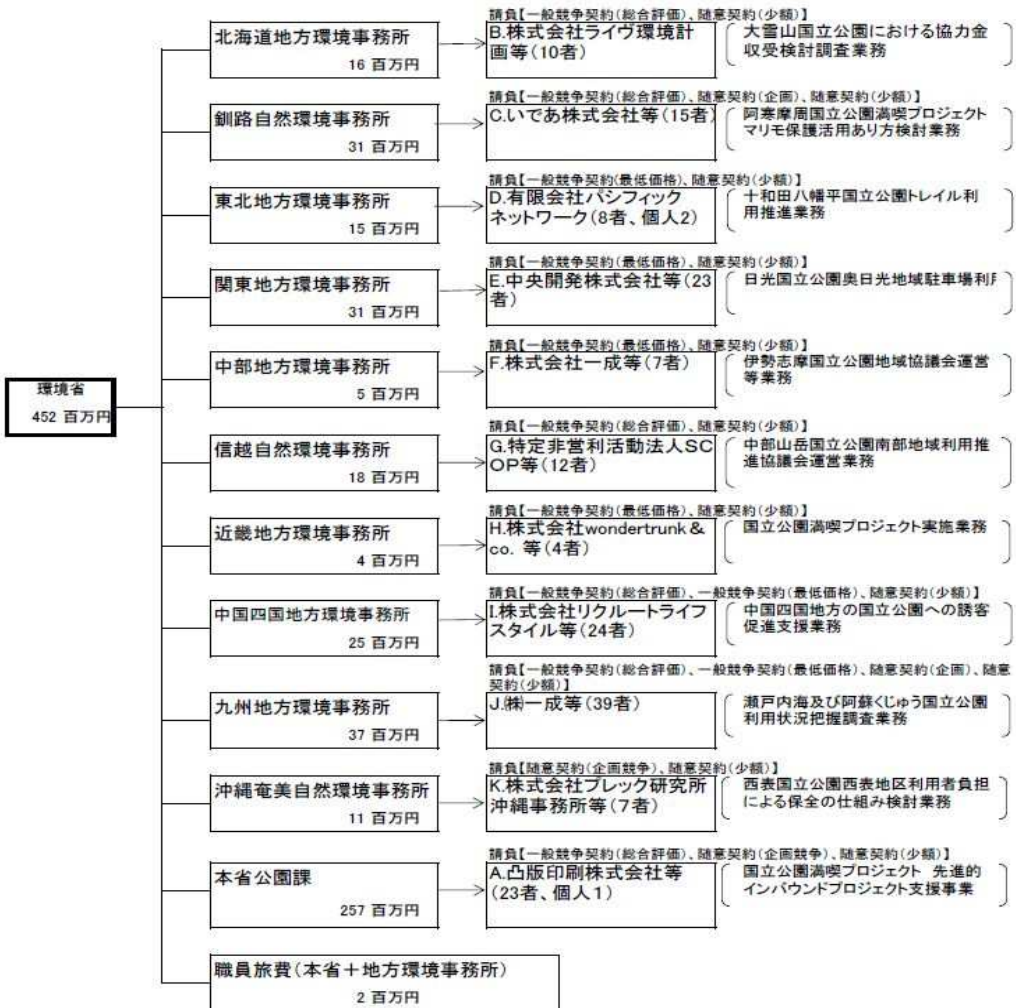 環境省
452 百万円
北海道地方環境事務所
16 百万円
請負【一般競争契約(総合評価)、随意契約(少額)】
B.株式会社ライヴ環境計
画等(10者)
大雪山国立公園における協力金
収受検討調査業務
釧路自然環境事務所
31 百万円
請負【一般競争契約(総合評価)、随意契約(企画)、随意契約(少額)】
C.いであ株式会社等(15者)
阿寒摩周国立公園満喫プロジェクト
マリモ保護活用あり方検討業務
東北地方環境事務所
15 百万円
請負【一般競争契約(最低価格)、随意契約(少額)】
D.有限会社パシフィック
ネットワーク(8者、個人2)
十和田八幡平国立公園トレイル利
用推進業務
関東地方環境事務所
31 百万円
請負【一般競争契約(最低価格)、随意契約(少額)】
E.中央開発株式会社等(23
者)
日光国立公園奥日光地域駐車場利
中部地方環境事務所
5 百万円
請負【一般競争契約(最低価格)、随意契約(少額)】
F.株式会社一成等(7者)
伊勢志摩国立公園地域協議会運営
等業務
信越自然環境事務所
18 百万円
請負【一般競争契約(総合評価)、随意契約(少額)】
G.特定非営利活動法人SC
OP等(12者)
中部山岳国立公園南部地域利用推
進協議会運営業務
近畿地方環境事務所
4 百万円
請負【一般競争契約(最低価格)、随意契約(少額)】
H.株式会社wondertrunk&
co. 等(4者)
国立公園満喫プロジェクト実施業務
中国四国地方環境事務所
25 百万円
請負【一般競争契約(総合評価)、一般競争契約(最低価格)、随意契約(少額)】
I.株式会社リクルートライフ
スタイル等(24者)
中国四国地方の国立公園への誘客
促進支援業務
九州地方環境事務所
37 百万円
請負【一般競争契約(総合評価)、一般競争契約(最低価格)、随意契約(企画)、随意
契約(少額)】
J.㈱一成等(39者)
瀬戸内海及び阿蘇くじゅう国立公園
利用状況把握調査業務
沖縄奄美自然環境事務所
11 百万円
請負【随意契約(企画競争)、随意契約(少額)】
K.株式会社プレック研究所
沖縄事務所等(7者)
西表国立公園西表地区利用者負担
による保全の仕組み検討業務
本省公園課
257 百万円
請負【一般競争契約(総合評価)、随意契約(企画競争)、随意契約(少額)】
A.凸版印刷株式会社等
(23者、個人1)
国立公園満喫プロジェクト 先進的
インバウンドプロジェクト支援事業
職員旅費(本省+地方環境事務所)
2 百万円